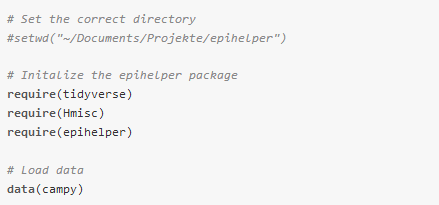 # Set the correct directory
#setwd("~/Documents/Projekte/epihelper")
# Initalize the epihelper package
require(tidyverse)
require(Hmisc)
require(epihelper)
# Load data
data(campy)